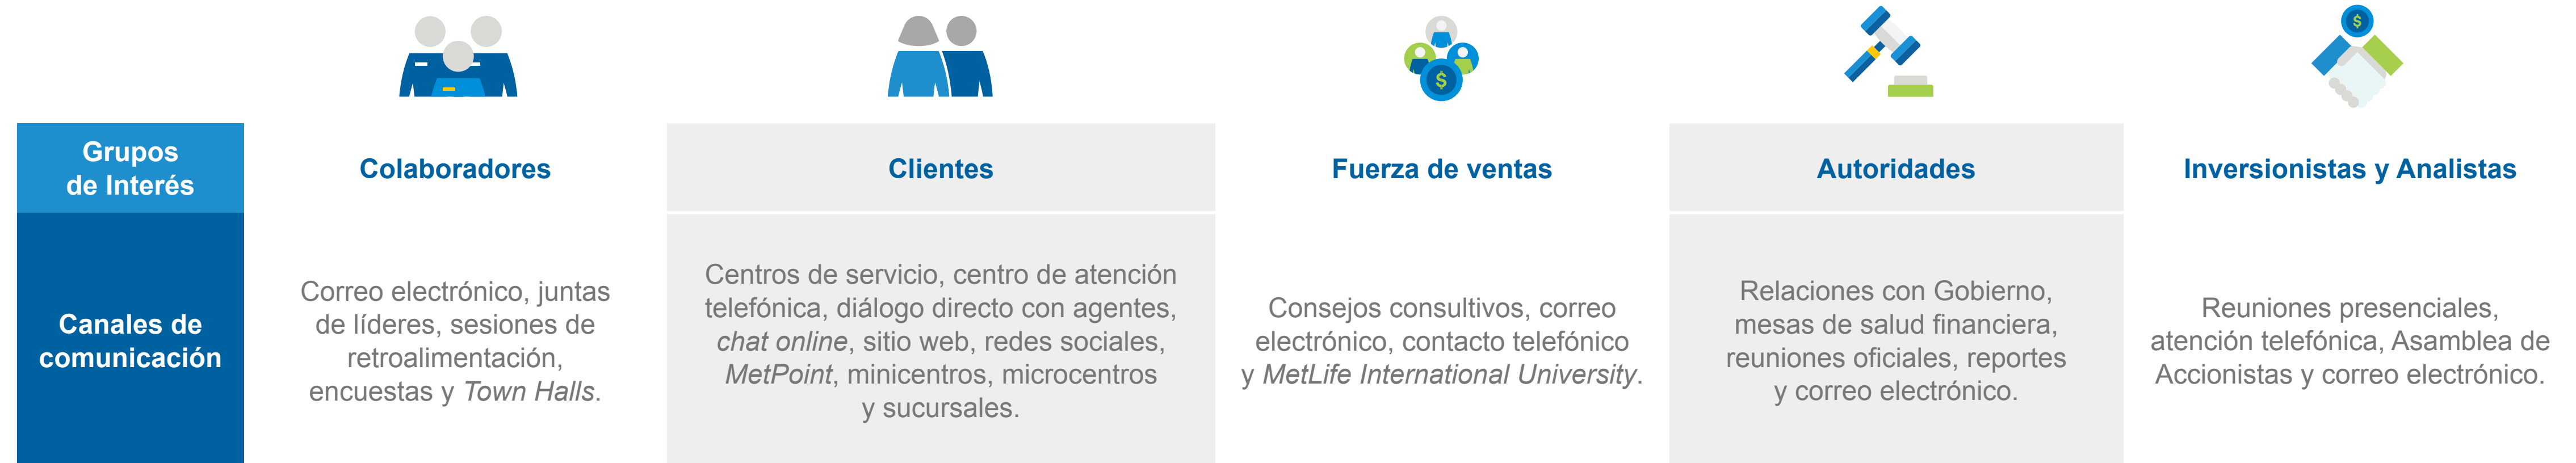 Grupos
de Interés
Colaboradores
Clientes
Fuerza de ventas
Autoridades
Inversionistas y Analistas
Canales de
comunicación
Correo electrónico, juntas
de líderes, sesiones de
retroalimentación,
encuestas y Town Halls.
Centros de servicio, centro de atención
telefónica, diálogo directo con agentes,
chat online, sitio web, redes sociales,
MetPoint, minicentros, microcentros
y sucursales.
Consejos consultivos, correo
electrónico, contacto telefónico
y MetLife International University.
Relaciones con Gobierno,
mesas de salud financiera,
reuniones oficiales, reportes
y correo electrónico.
Reuniones presenciales,
atención telefónica, Asamblea de
Accionistas y correo electrónico.